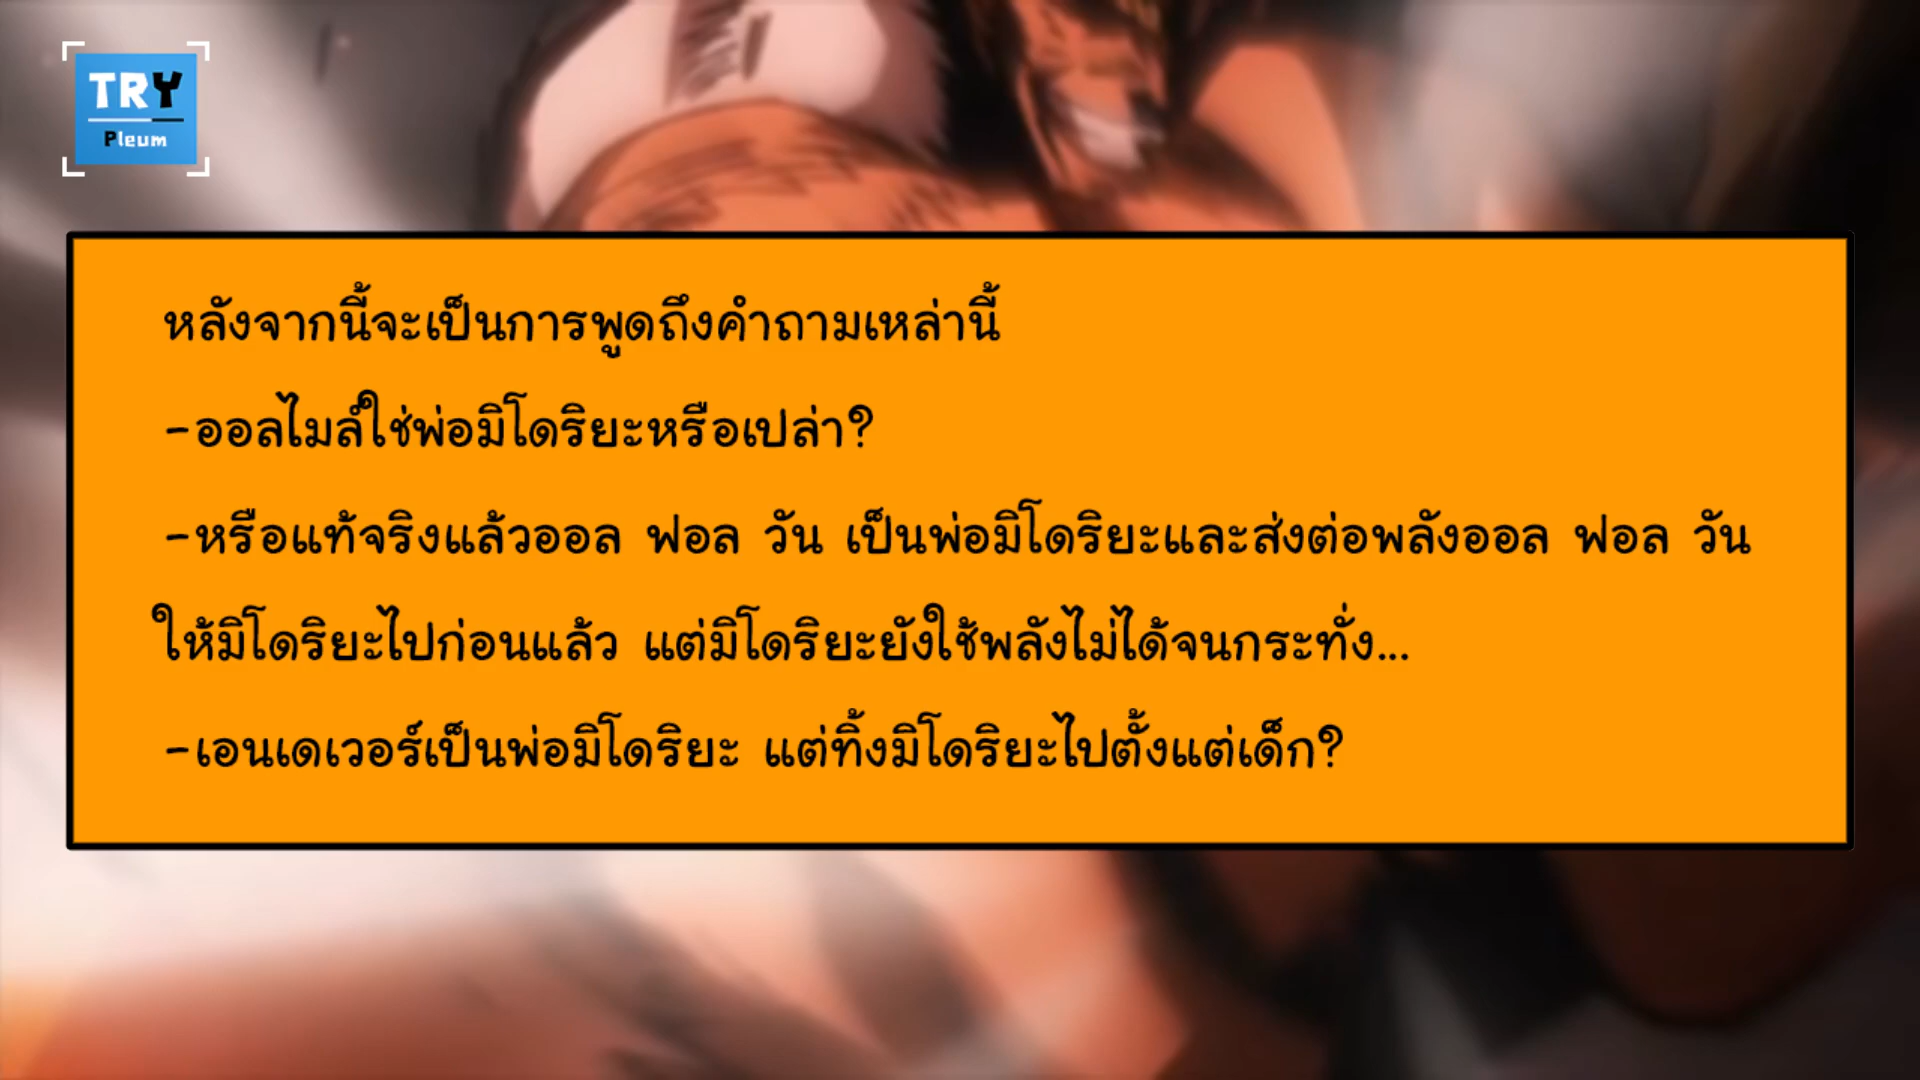 TRY
Pleum
หลังจากนี้จะเป็นการพูดถึงคำถามเหล่านี้
-ออลไมล์ใช่พ่อมิโดริยะหรือเปล่า?
-หรือแท้จริงแล้วออล ฟอล วัน เป็นพ่อมิโดริยะและส่งต่อพลังออล ฟอล วัน
ให้มิโดริยะไปก่อนแล้ว แต่มิโดริยะยังใช้พลังไม่ได้จนกระทั่ง...
-เอนเดเวอร์เป็นพ่อมิโดริยะ แต่ทิ้งมิโดริยะไปตั้งแต่เด็ก?